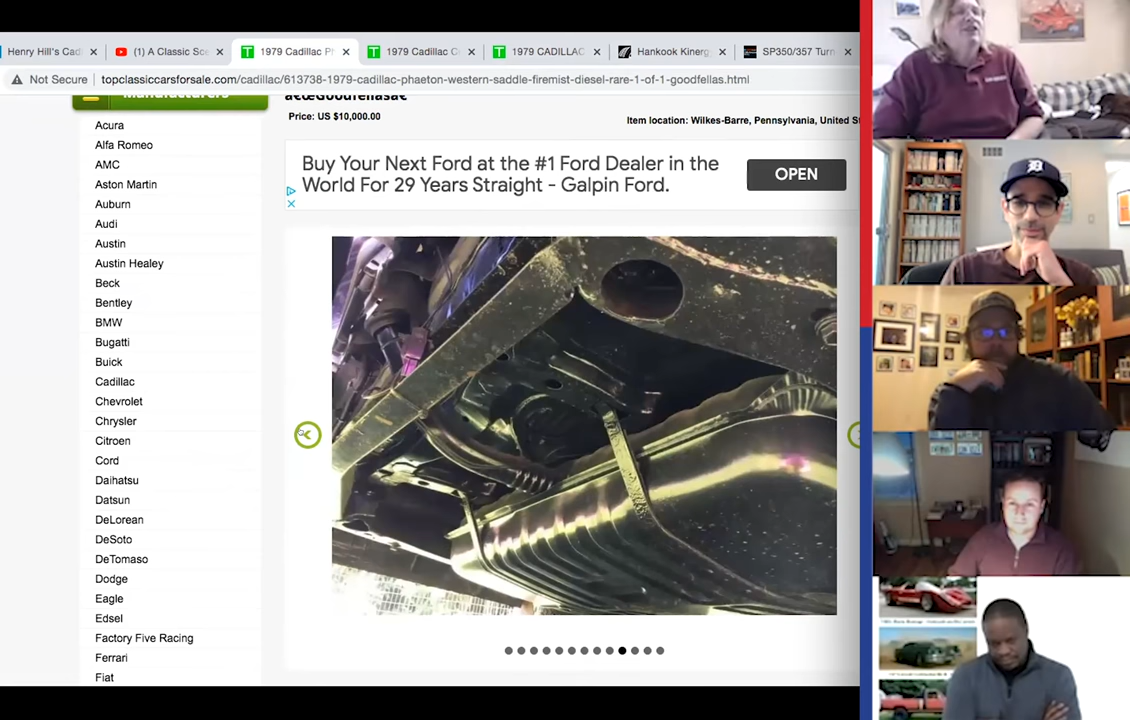 Henry Hill's Cad
(1) A Classic Sce
1979 Cadillac Ph
1979 Cadillac C
1979 CADILLAC
Hankook Kinerg
SP350/357 Turn
Not Secure
topclassiccarsforsale.com/cadillac/613738-1979-cadillac-phaeton-western-saddle-firemist-diesel-rare-1-of-1-goodfellas.html
Manufacturers
Acura
Alfa Romeo
AMC
Aston Martin
Auburn
Audi
Austin
Austin Healey
Beck
Bentley
BMW
Bugatti
Buick
Cadillac
Chevrolet
Chrysler
Citroen
Cord
Daihatsu
Datsun
DeLorean
DeSoto
DeTomaso
Dodge
Eagle
Edsel
Factory Five Racing
Ferrari
Fiat
â€œGoodfellasâ€
Price: US $10,000.00
Item location: Wilkes-Barre, Pennsylvania, United St
Buy Your Next Ford at the #1 Ford Dealer in the
World For 29 Years Straight - Galpin Ford.
OPEN